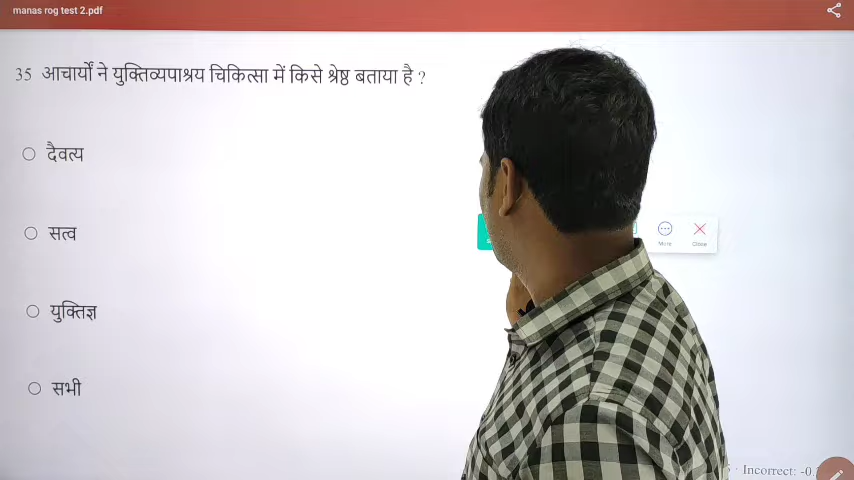 manas rog test 2.pdf
35 आचार्यों ने युक्तिव्यपाश्रय चिकित्सा में किसे श्रेष्ठ बताया है ?
दैवत्य
सत्व
युक्तिज्ञ
सभी
More
Close
Incorrect: -0.